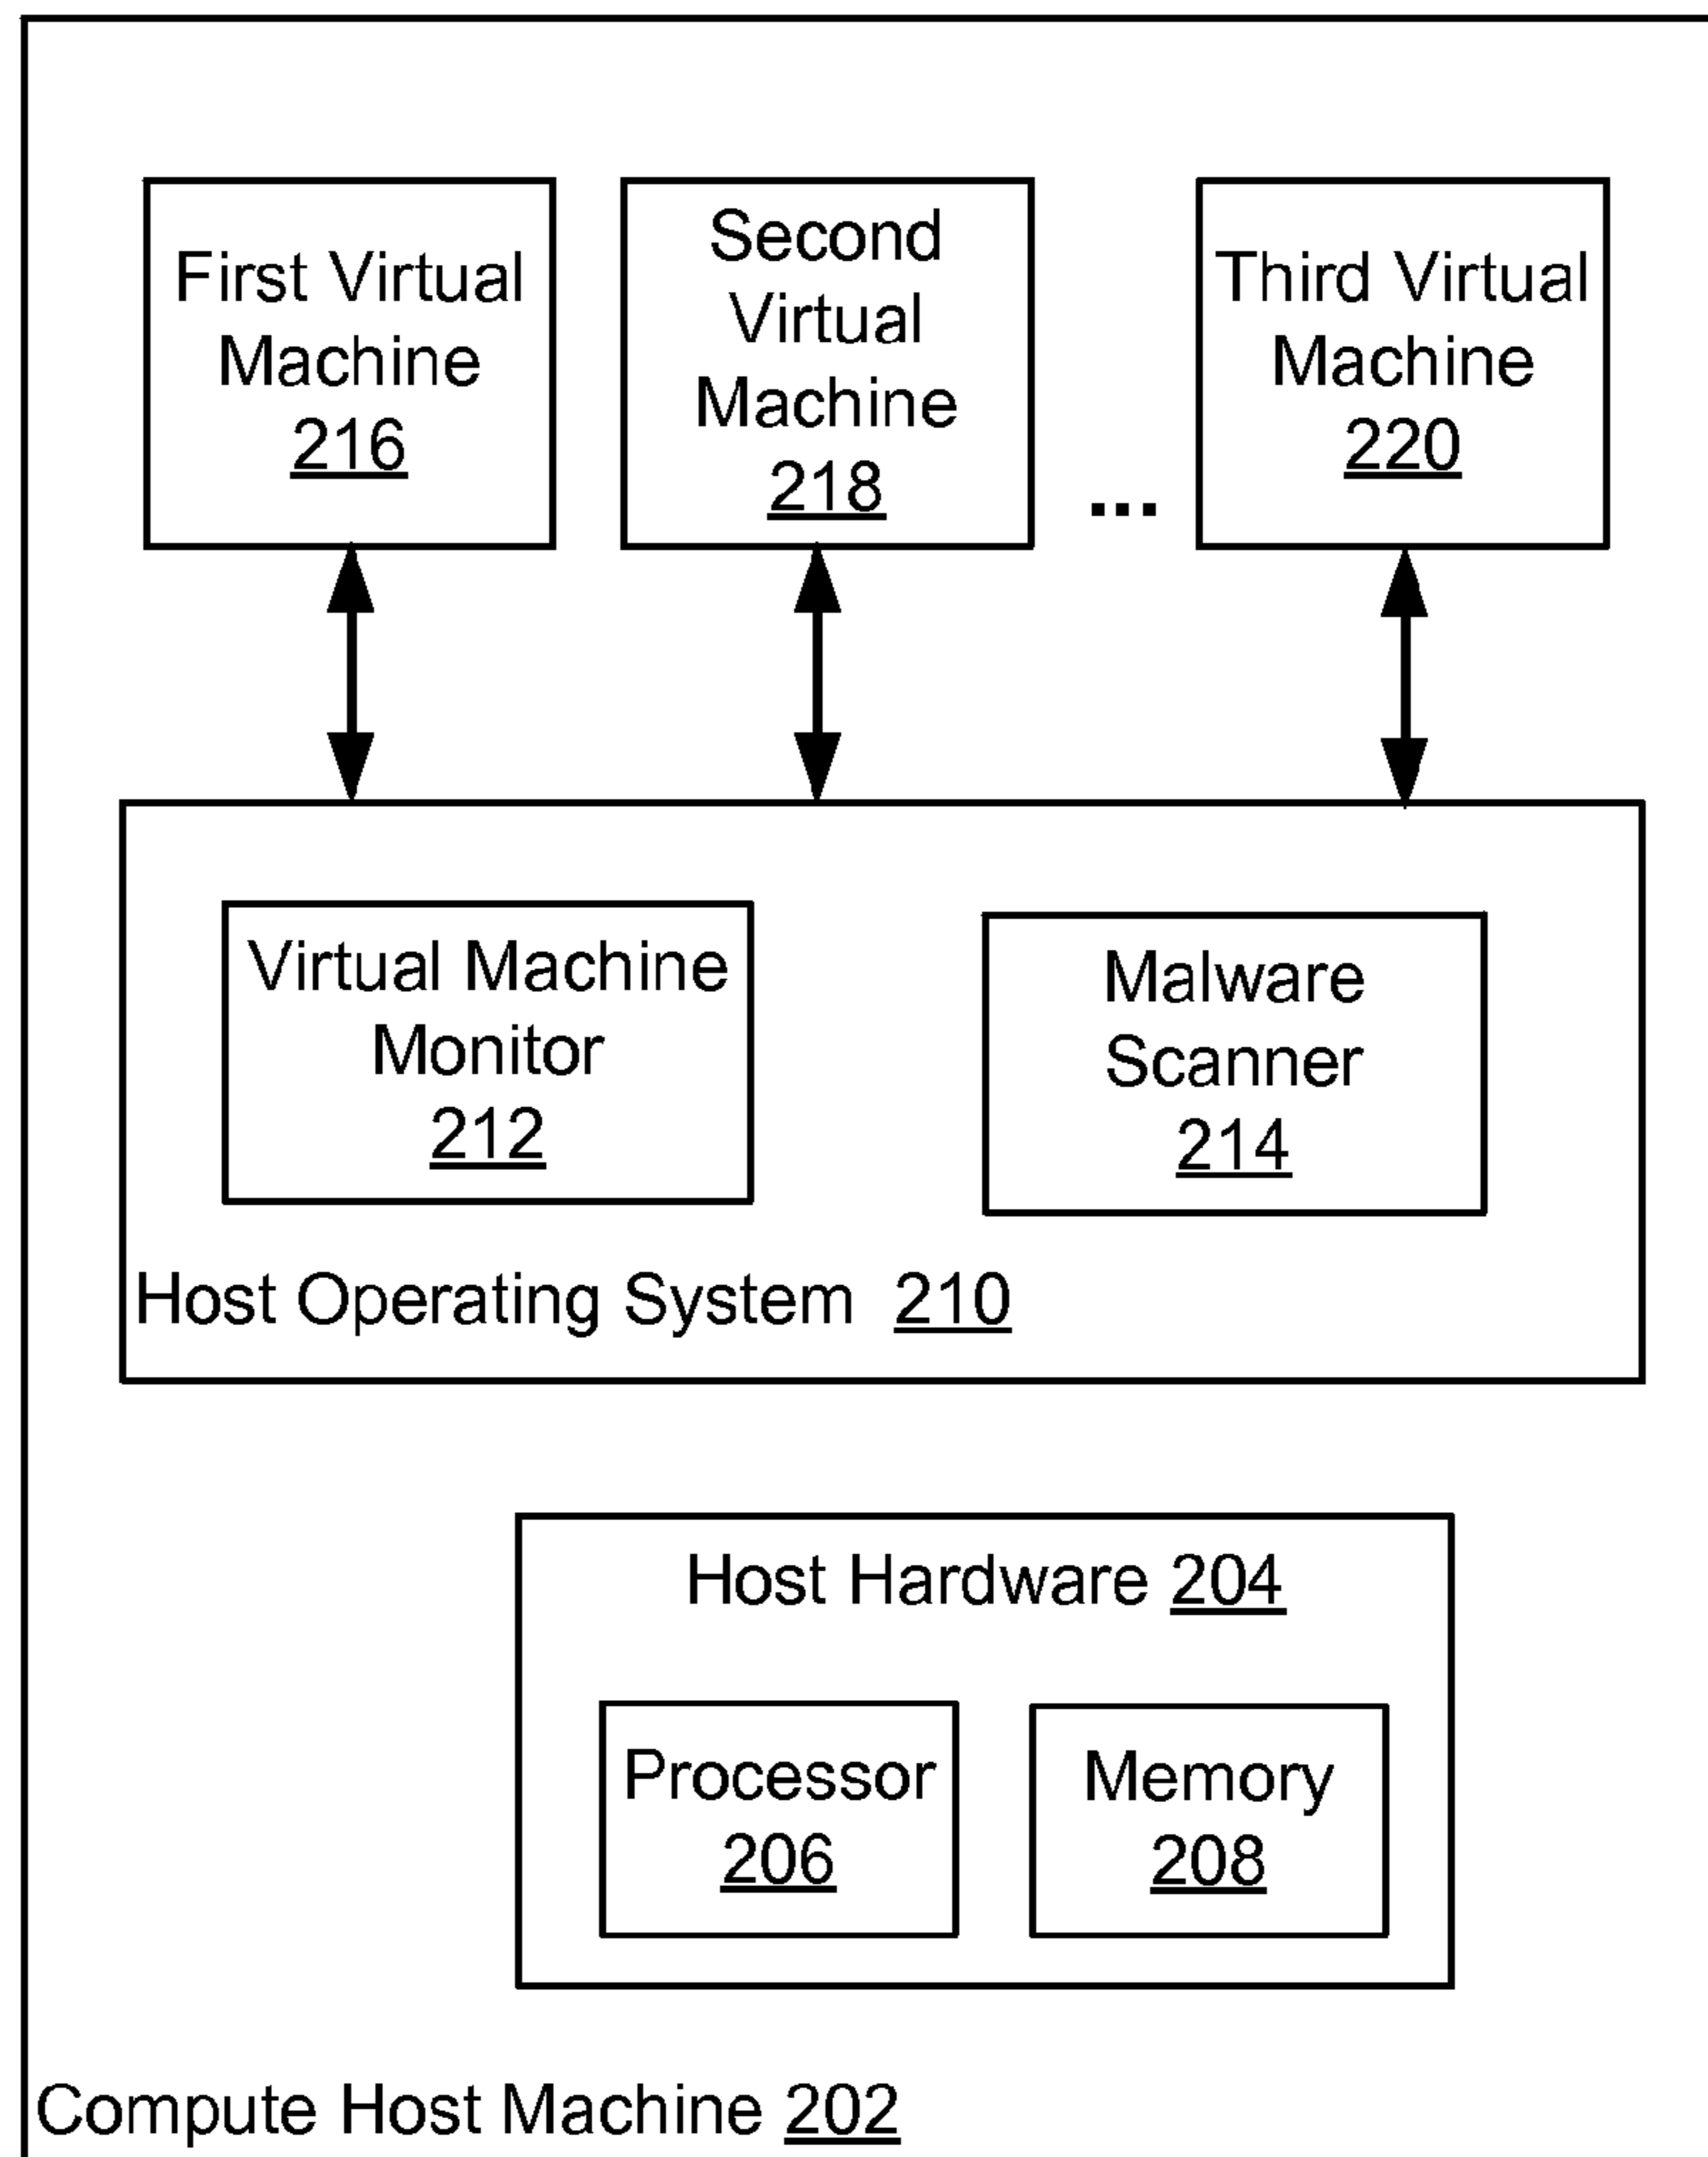 First Virtual
Machine
216
Second
Virtual
Machine
218
...
Third Virtual
Machine
220
Virtual Machine
Monitor
212
Malware
Scanner
214
Host Operating System 210
Host Hardware 204
Processor
206
Memory
208
Compute Host Machine 202